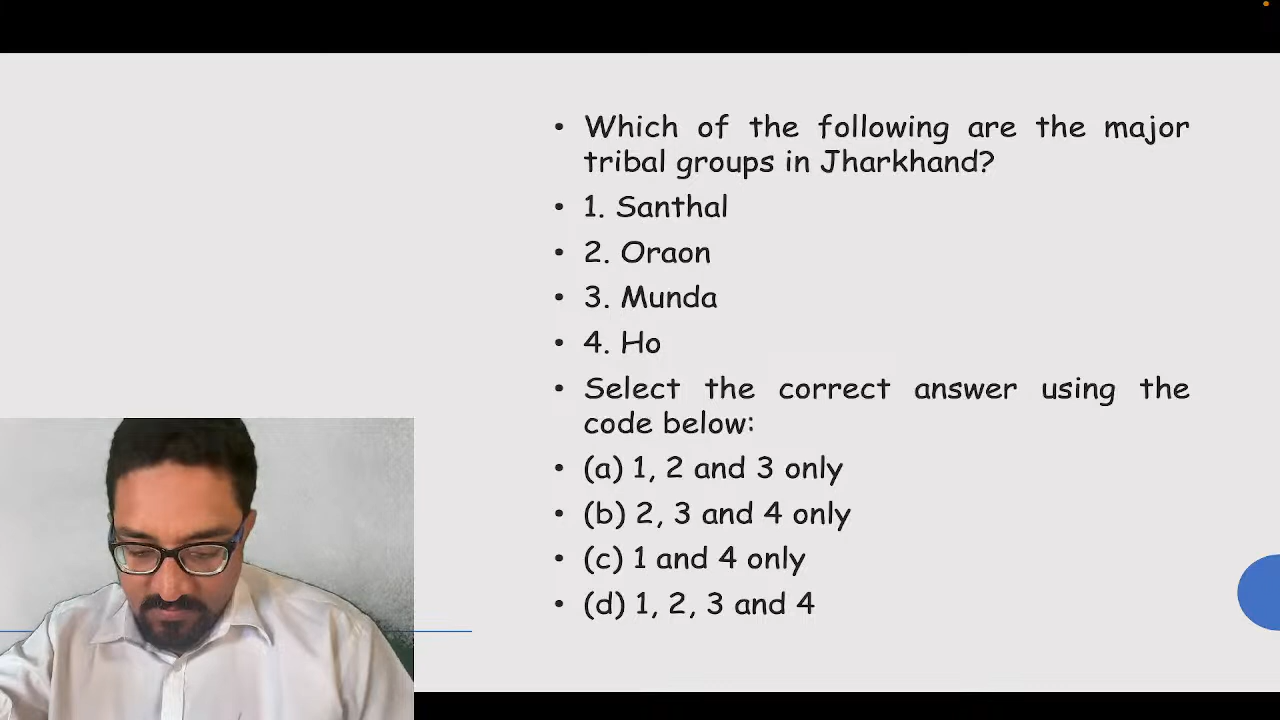 • Which of the following are the major
tribal groups in Jharkhand?
• 1. Santhal
• 2. Oraon
• 3. Munda
• 4. Ho
• Select the correct answer using the
code below:
• (a) 1, 2 and 3 only
• (b) 2, 3 and 4 only
• (c) 1 and 4 only
• (d) 1, 2, 3 and 4